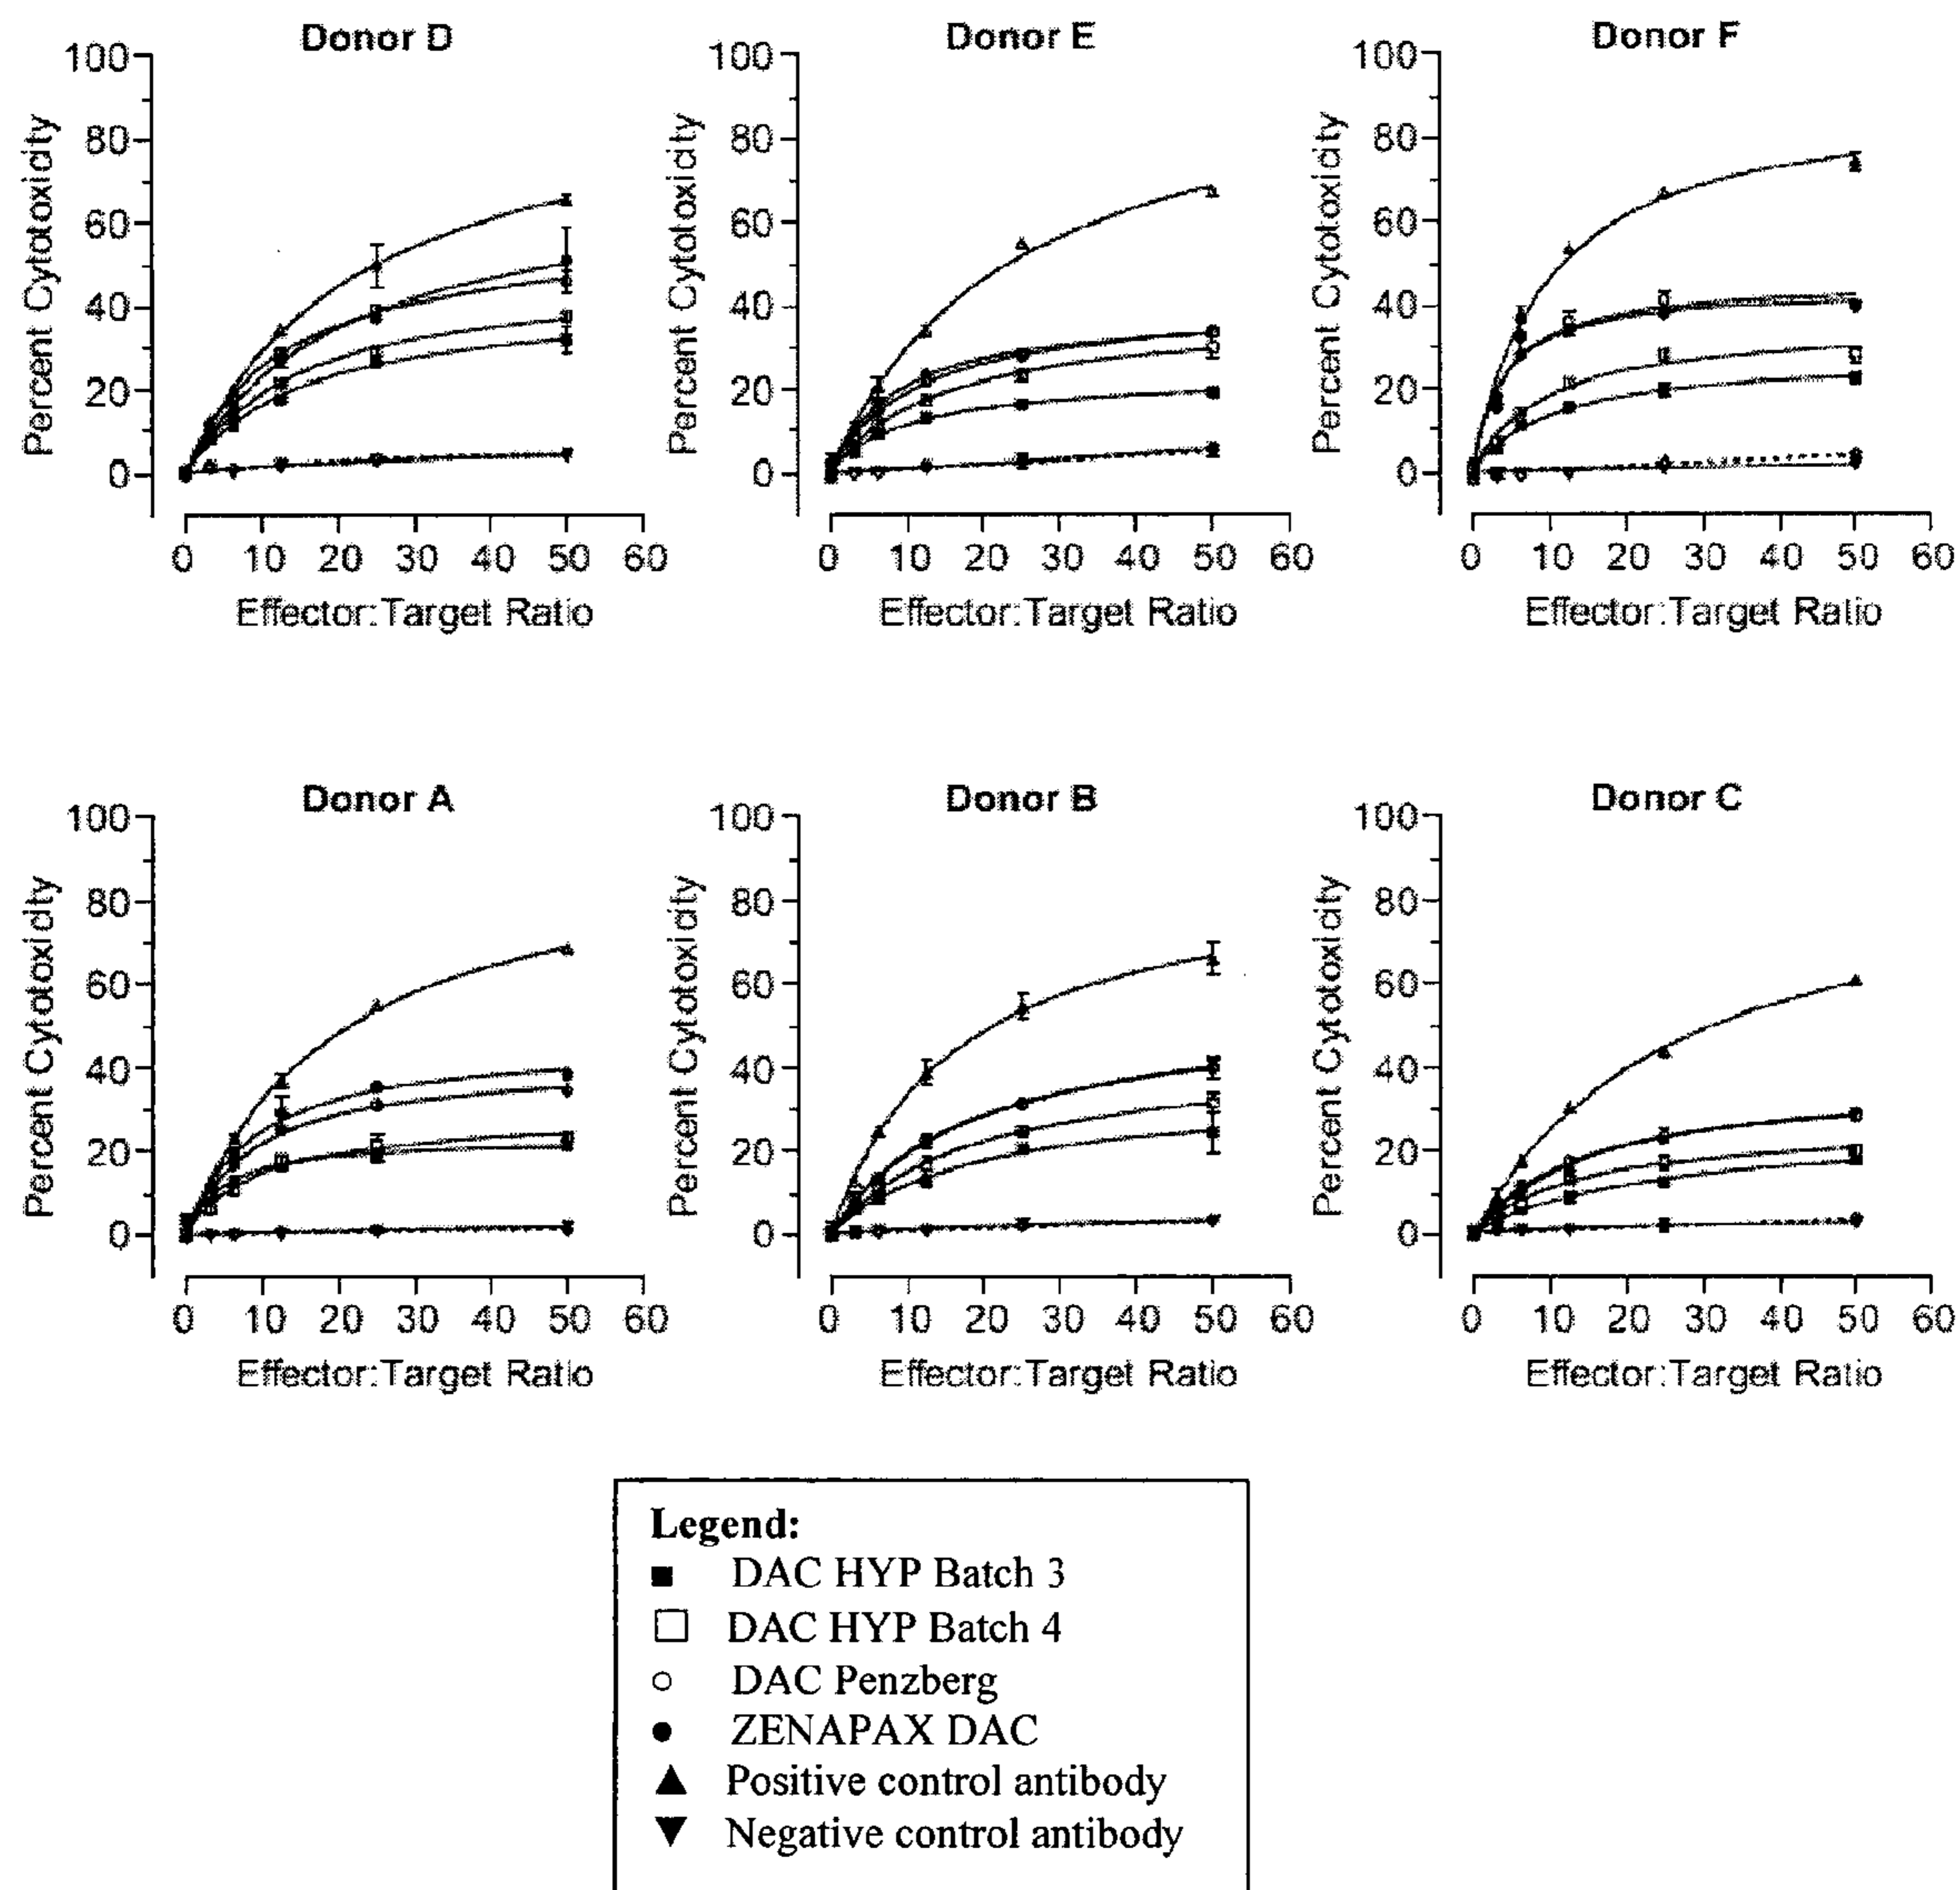 Donor D
100
80
60
40
20
0
Percent Cytotoxicity
0 10 20 30 40 50 60
Effector:Target Ratio
Donor E
100
80
60
40
20
0
Percent Cytotoxicity
0 10 20 30 40 50 60
Effector:Target Ratio
Donor F
100
80
60
40
20
0
Percent Cytotoxicity
0 10 20 30 40 50 60
Effector:Target Ratio
Donor A
100
80
60
40
20
0
Percent Cytotoxicity
0 10 20 30 40 50 60
Effector:Target Ratio
Donor B
100
80
60
40
20
0
Percent Cytotoxicity
0 10 20 30 40 50 60
Effector:Target Ratio
Donor C
100
80
60
40
20
0
Percent Cytotoxicity
0 10 20 30 40 50 60
Effector:Target Ratio
Legend:
DAC HYP Batch 3
DAC HYP Batch 4
DAC Penzberg
ZENAPAX DAC
Positive control antibody
Negative control antibody